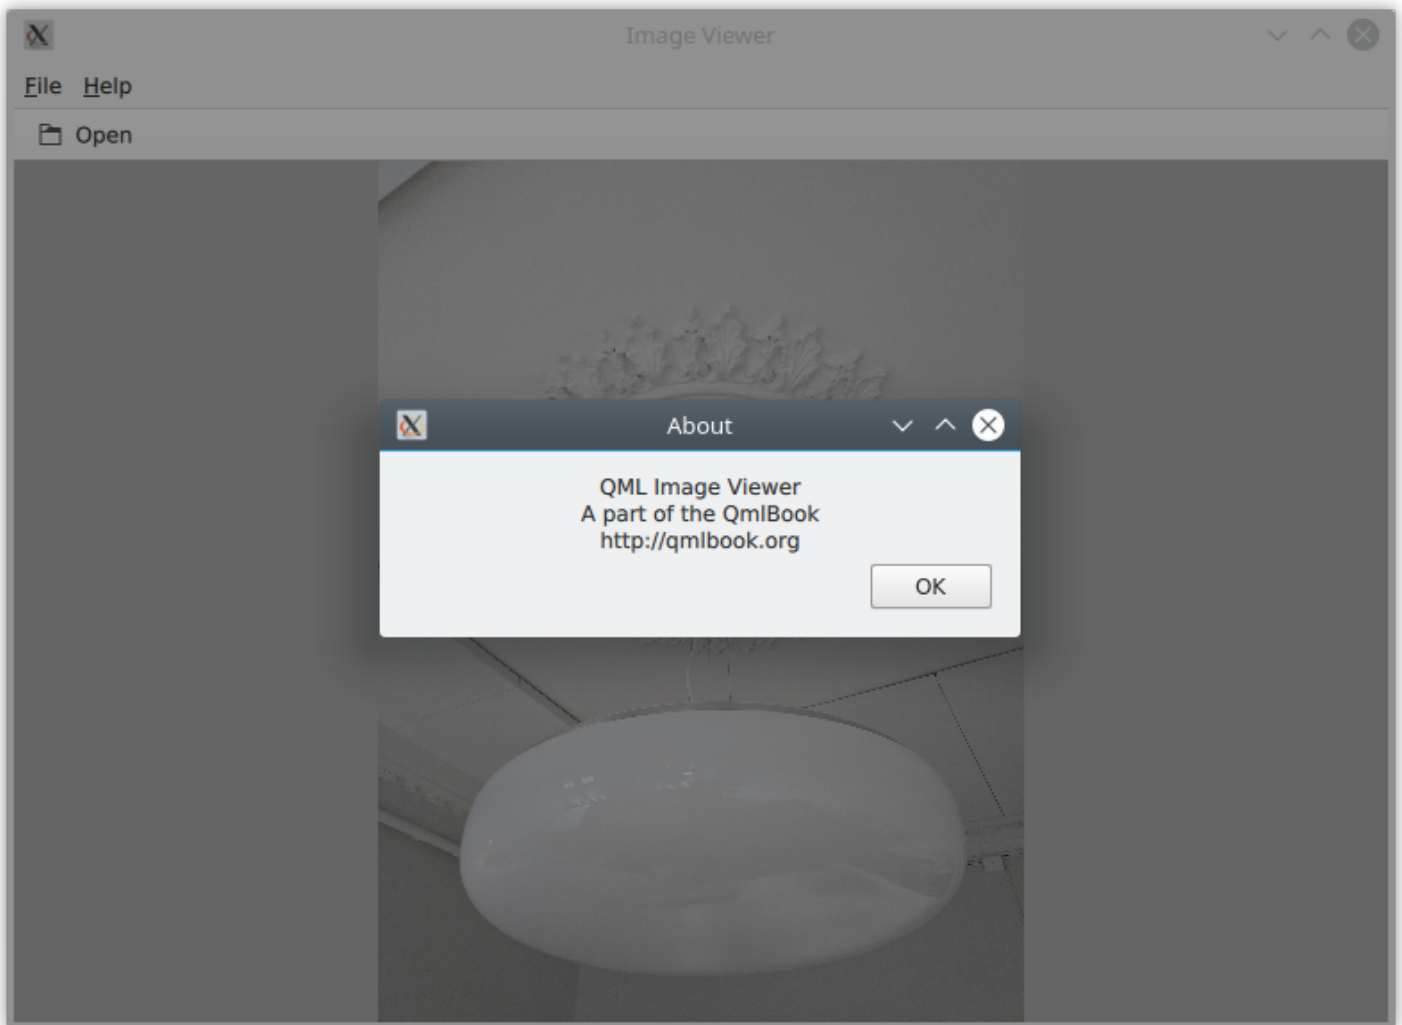 Image Viewer
File Help
Open
About
QML Image Viewer
A part of the QmlBook
http://qmlbook.org
OK